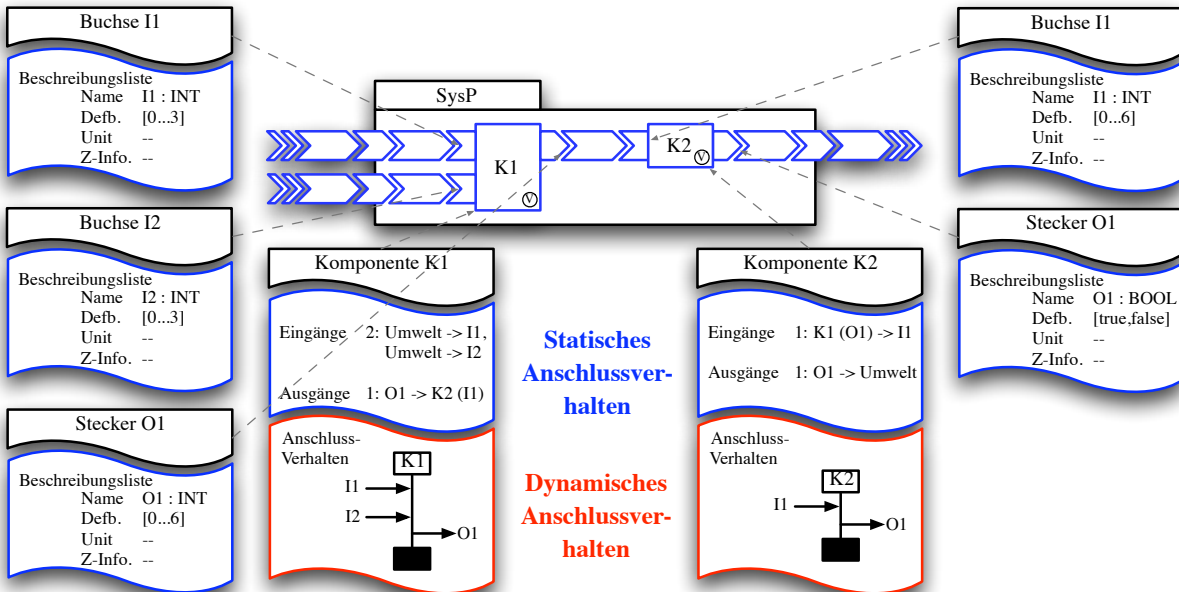 Buchse I1
Beschreibungsliste
Name I1 : INT
Defb. [0...3]
Unit --
Z-Info. --
Buchse I2
Beschreibungsliste
Name I2 : INT
Defb. [0...3]
Unit --
Z-Info. --
Stecker O1
Beschreibungsliste
Name O1 : INT
Defb. [0...6]
Unit --
Z-Info. --
SysP
K1
V
K2
V
Komponente K1
Eingänge 2: Umwelt -> I1,
Umwelt -> I2
Ausgänge 1: O1 -> K2 (I1)
Anschluss-
Verhalten
K1
I1
I2
O1
Statisches
Anschlussver-
halten
Dynamisches
Anschlussver-
halten
Komponente K2
Eingänge 1: K1 (O1) -> I1
Ausgänge 1: O1 -> Umwelt
Anschluss-
Verhalten
K2
I1
O1
Buchse I1
Beschreibungsliste
Name I1 : INT
Defb. [0...6]
Unit --
Z-Info. --
Stecker O1
Beschreibungsliste
Name O1 : BOOL
Defb. [true,false]
Unit --
Z-Info. --